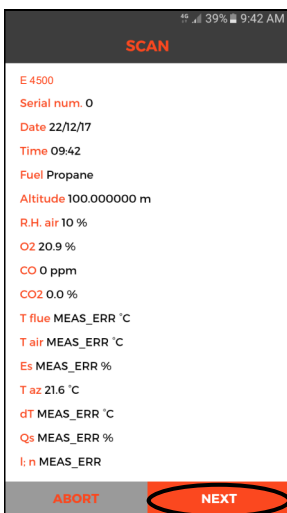 4G 39% 9:42 AM
SCAN
E 4500
Serial num. 0
Date 22/12/17
Time 09:42
Fuel Propane
Altitude 100.000000 m
R.H. air 10 %
O2 20.9 %
CO 0 ppm
CO2 0.0 %
T flue MEAS_ERR °C
T air MEAS_ERR °C
Es MEAS_ERR %
T az 21.6 °C
dT MEAS_ERR °C
Qs MEAS_ERR %
l; n MEAS_ERR
ABORT NEXT